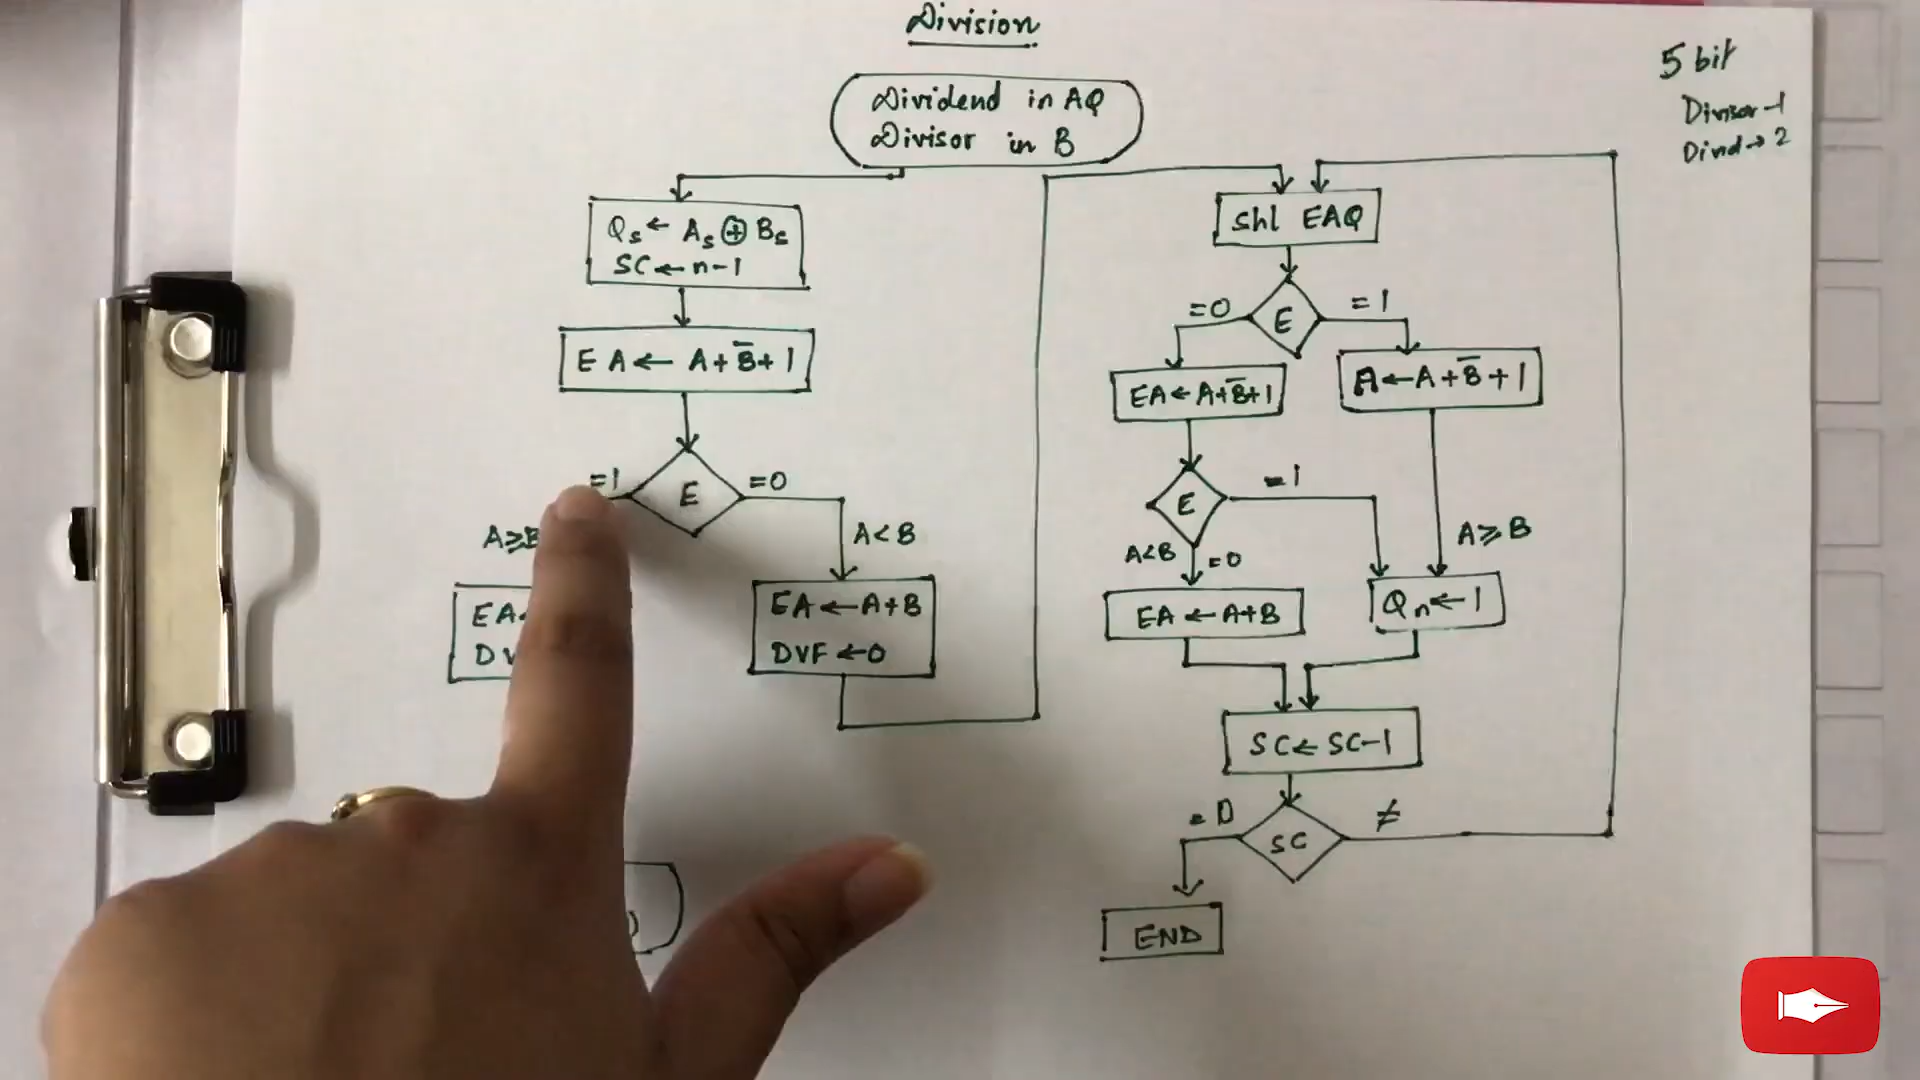 Division
5 bit
Divisor-1
Divid→2
Dividend in AQ
Divisor in B
Qs ← As ⊕ Bs
SC ← n-1
EA ← A+B̅+1
E
=1
=0
A≥B
A<B
EA←A+B
DVF←0
shl EAQ
E
=0
=1
EA←A+B̅+1
A←A+B̅+1
E
=1
A<B
=0
A≥B
EA←A+B
Qn←1
SC←SC-1
=0
≠
SC
END